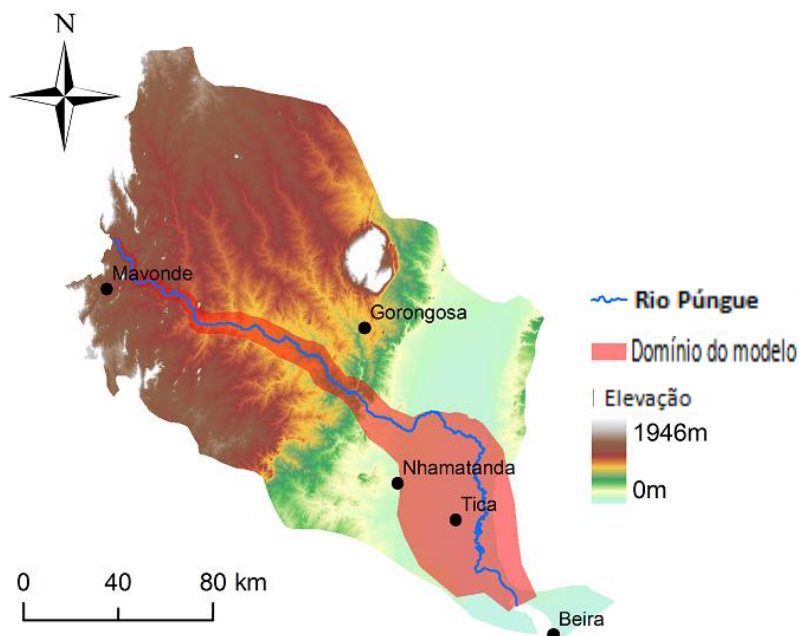 N
Mavonde
Gorongosa
Nhamatanda
Tica
Beira
Rio Púngue
Domínio do modelo
Elevação
1946m
0m
0 40 80 km